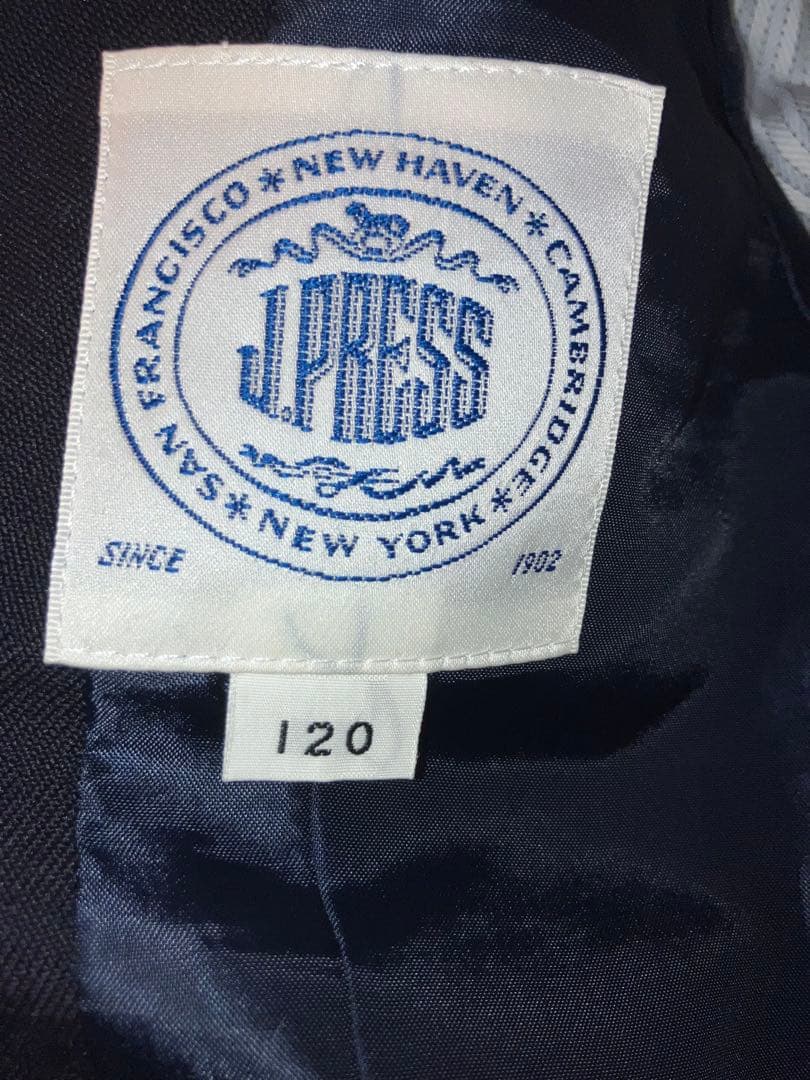 SAN FRANCISCO * NEW HAVEN * CAMBRIDGE * NEW YORK *
J.PRESS
SINCE 1902
120